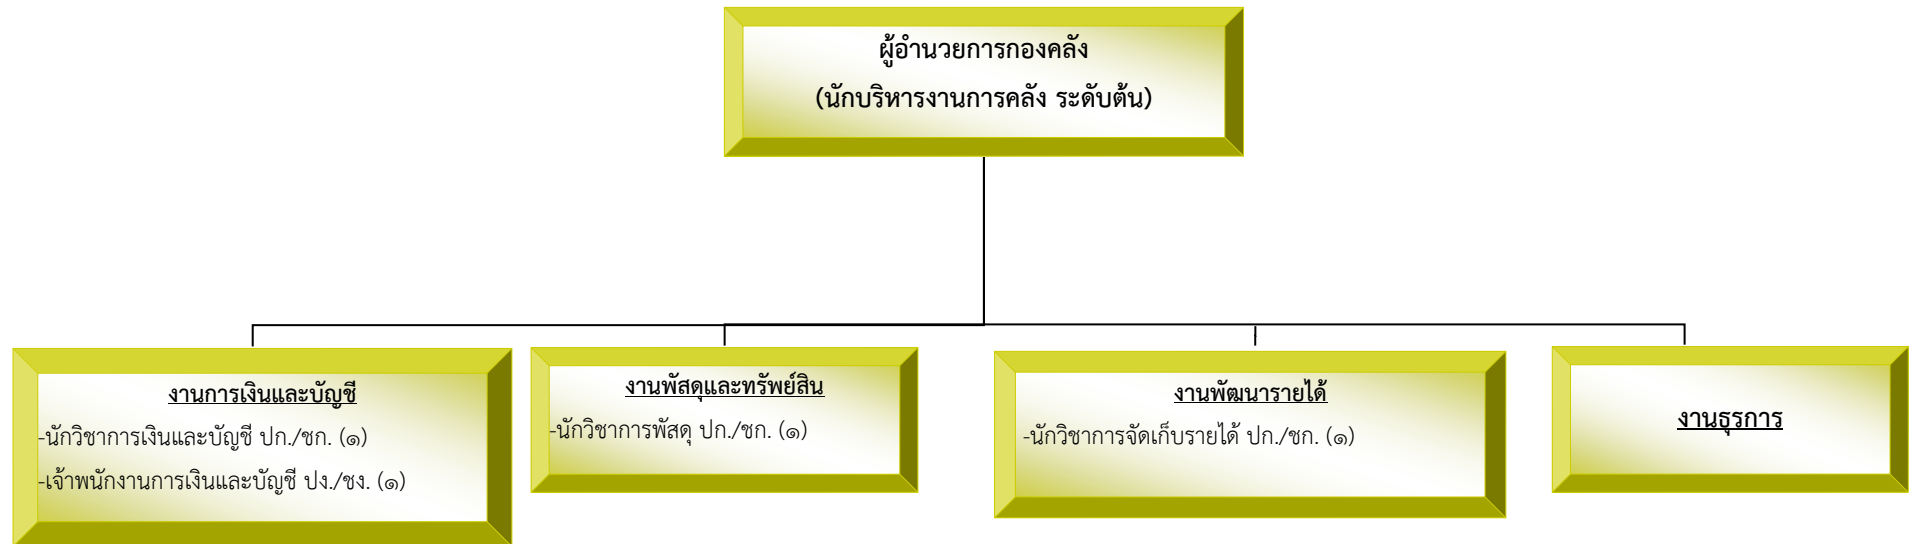 ผู้อำนวยการกองคลัง
(นักบริหารงานการคลัง ระดับต้น)
งานการเงินและบัญชี
-นักวิชาการเงินและบัญชี ปก./ชก. (๑)
-เจ้าพนักงานการเงินและบัญชี ปง./ชง. (๑)
งานพัสดุและทรัพย์สิน
-นักวิชาการพัสดุ ปก./ชก. (๑)
งานพัฒนารายได้
-นักวิชาการจัดเก็บรายได้ ปก./ชก. (๑)
งานธุรการ